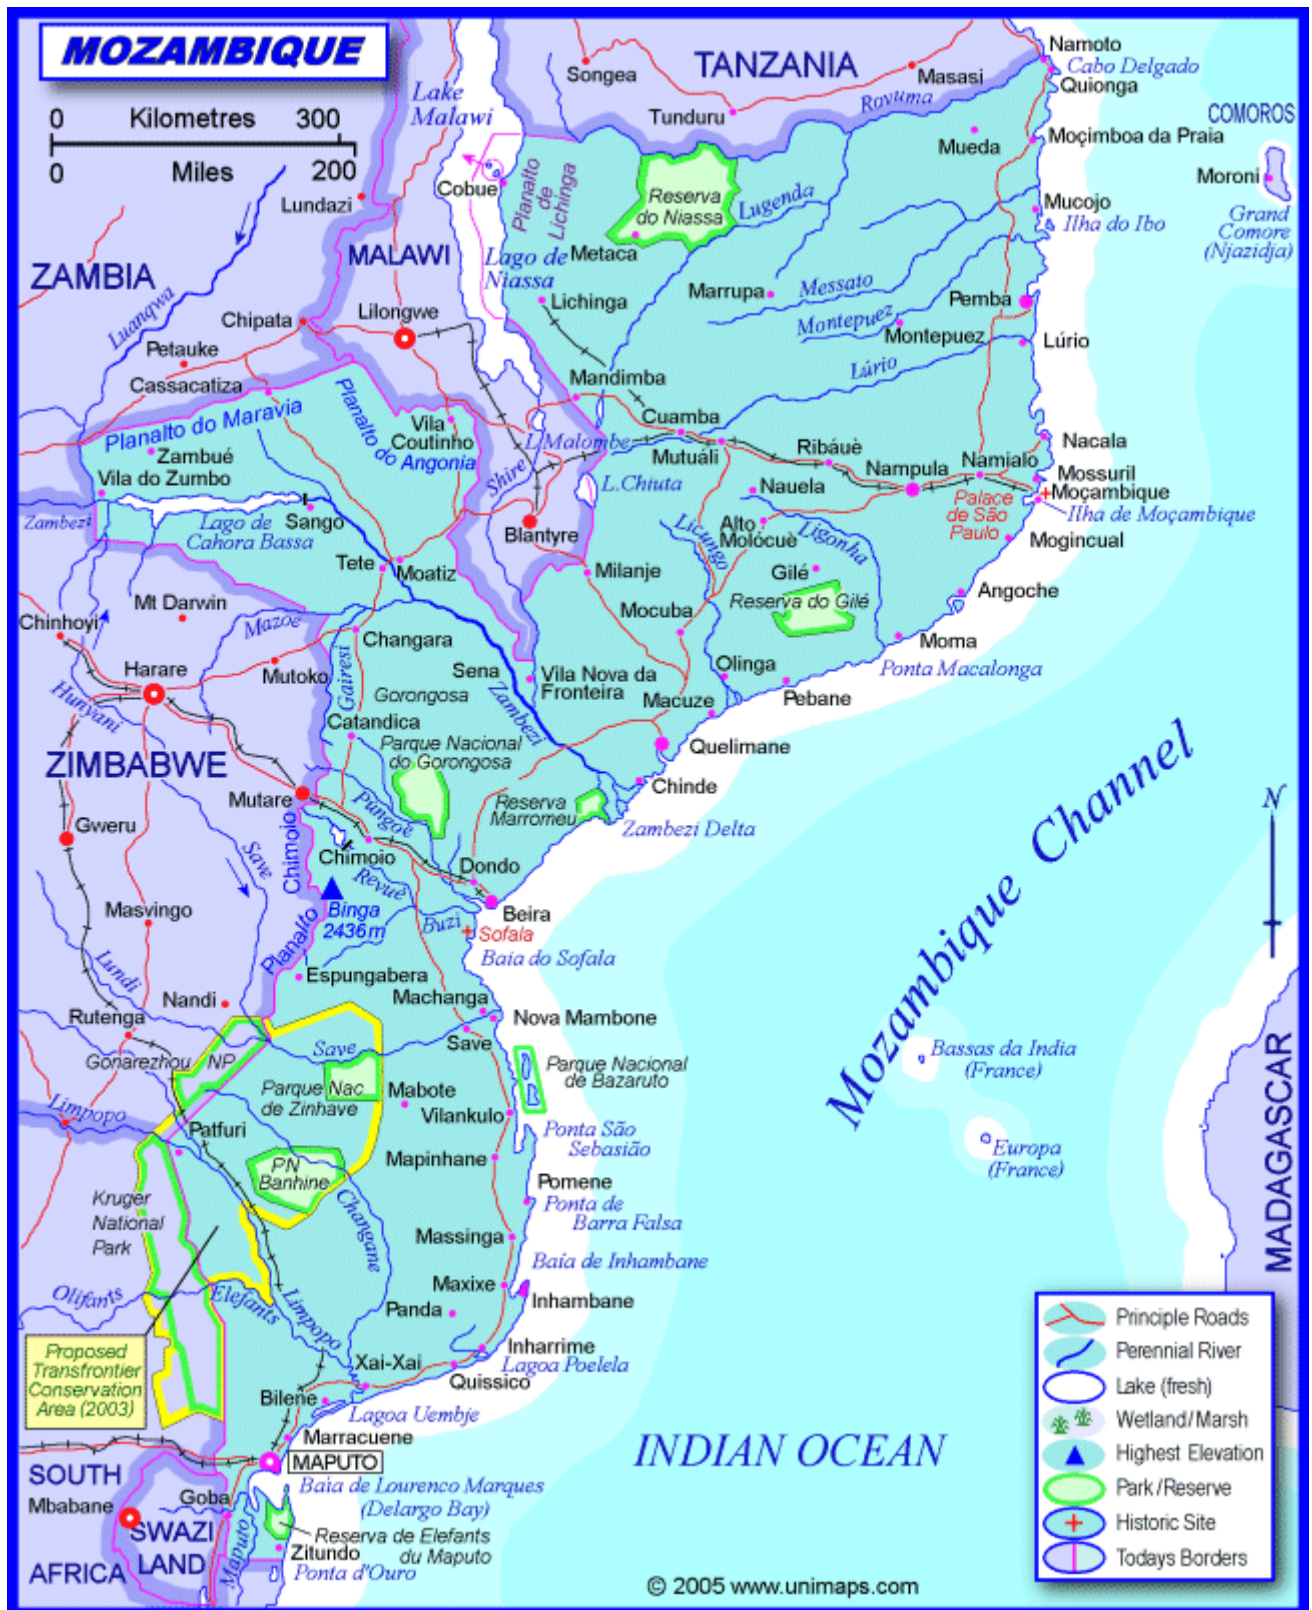 MOZAMBIQUE
0 Kilometres 300
0 Miles 200
TANZANIA
Songea
Masasi
Tunduru
Rovuma
Namoto
Cabo Delgado
Quionga
COMOROS
Moroni
Grand
Comore
(Njazidja)
Lake
Malawi
Cobue
Planalto
de
Lichinga
Reserva
do Niassa
Metaca
Lugenda
Mueda
Moçimboa da Praia
Mucojo
Ilha do Ibo
Lundazi
ZAMBIA
MALAWI
Lago de
Niassa
Lichinga
Marrupa
Messato
Pemba
Montepuez
Montepuez
Lúrio
Lúrio
Luanqwa
Chipata
Lilongwe
Petauke
Cassacatiza
Mandimba
Planalto do Maravia
Planalto
do Angonia
Vila
Coutinho
Cuamba
L.Malombe
Mutuáli
Ribáuè
Nampula
Namialo
Nacala
Mossuril
Moçambique
Ilha de Moçambique
Palace
de São
Paulo
Mogincual
Zambué
Vila do Zumbo
Zambezi
Lago de
Cahora Bassa
Sango
Shire
L.Chiuta
Nauela
Blantyre
Alto
Molócuè
Licungo
Ligonha
Tete
Moatiz
Milanje
Gilé
Reserva do Gilé
Angoche
Mt Darwin
Chinhoyi
Mazoe
Changara
Mocuba
Moma
Ponta Macalonga
Harare
Mutoko
Gairesi
Sena
Zambezi
Vila Nova da
Fronteira
Olinga
Macuze
Pebane
Hunyani
Gorongosa
Catandica
Parque Nacional
do Gorongosa
Quelimane
ZIMBABWE
Mutare
Pungoe
Reserva
Marromeu
Chinde
Zambezi Delta
Gweru
Save
Planalto
Chimoio
Chimoio
Revuè
Dondo
Beira
Masvingo
Binga
2436m
Buzi
Sofala
Baia do Sofala
Mozambique Channel
N
Lundi
Espungabera
Nandi
Machanga
Rutenga
Nova Mambone
Gonarezhou NP
Save
Save
Parque Nac
de Zinhave
Mabote
Parque Nacional
de Bazaruto
Bassas da India
(France)
Limpopo
Vilankulo
Patfuri
Ponta São
Sebasião
Europa
(France)
MADAGASCAR
PN
Banhine
Mapinhane
Pomene
Ponta de
Barra Falsa
Kruger
National
Park
Changane
Massinga
Baía de Inhambane
Olifants
Elefants
Limpopo
Maxixe
Panda
Inhambane
Proposed
Transfrontier
Conservation
Area (2003)
Inharrime
Lagoa Poelela
Xai-Xai
Quissico
Bilene
Lagoa Uembje
Marracuene
MAPUTO
INDIAN OCEAN
SOUTH
AFRICA
Mbabane
Goba
Baia de Lourenco Marques
(Delargo Bay)
SWAZI
LAND
Maputo
Reserva de Elefants
du Maputo
Zitundo
Ponta d'Ouro
Principle Roads
Perennial River
Lake (fresh)
Wetland/Marsh
Highest Elevation
Park/Reserve
Historic Site
Todays Borders
© 2005 www.unimaps.com